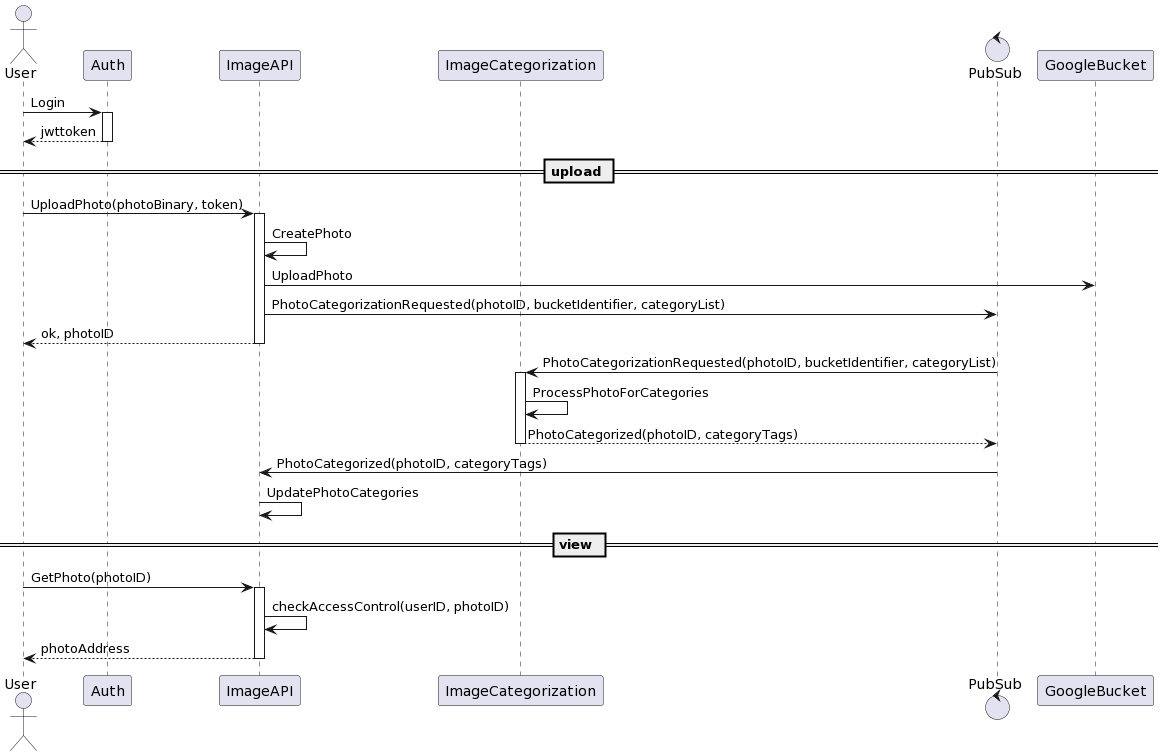 User
Auth
ImageAPI
ImageCategorization
PubSub
GoogleBucket
Login
jwttoken
upload
UploadPhoto(photoBinary, token)
CreatePhoto
UploadPhoto
PhotoCategorizationRequested(photoID, bucketIdentifier, categoryList)
ok, photoID
PhotoCategorizationRequested(photoID, bucketIdentifier, categoryList)
ProcessPhotoForCategories
PhotoCategorized(photoID, categoryTags)
PhotoCategorized(photoID, categoryTags)
UpdatePhotoCategories
view
GetPhoto(photoID)
checkAccessControl(userID, photoID)
photoAddress
User
Auth
ImageAPI
ImageCategorization
PubSub
GoogleBucket